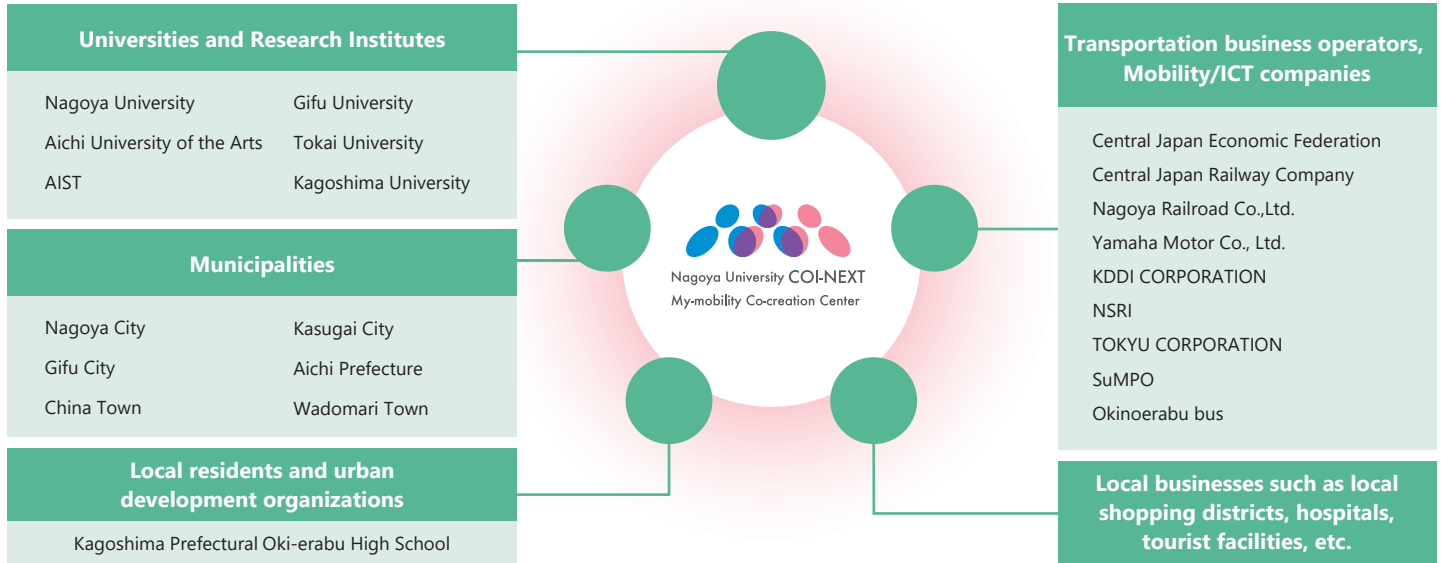 Universities and Research Institutes
Nagoya University
Gifu University
Aichi University of the Arts
Tokai University
AIST
Kagoshima University
Municipalities
Nagoya City
Kasugai City
Gifu City
Aichi Prefecture
China Town
Wadomari Town
Local residents and urban
development organizations
Kagoshima Prefectural Oki-erabu High School
Nagoya University COI-NEXT
My-mobility Co-creation Center
Transportation business operators,
Mobility/ICT companies
Central Japan Economic Federation
Central Japan Railway Company
Nagoya Railroad Co.,Ltd.
Yamaha Motor Co., Ltd.
KDDI CORPORATION
NSRI
TOKYU CORPORATION
SuMPO
Okinoerabu bus
Local businesses such as local
shopping districts, hospitals,
tourist facilities, etc.